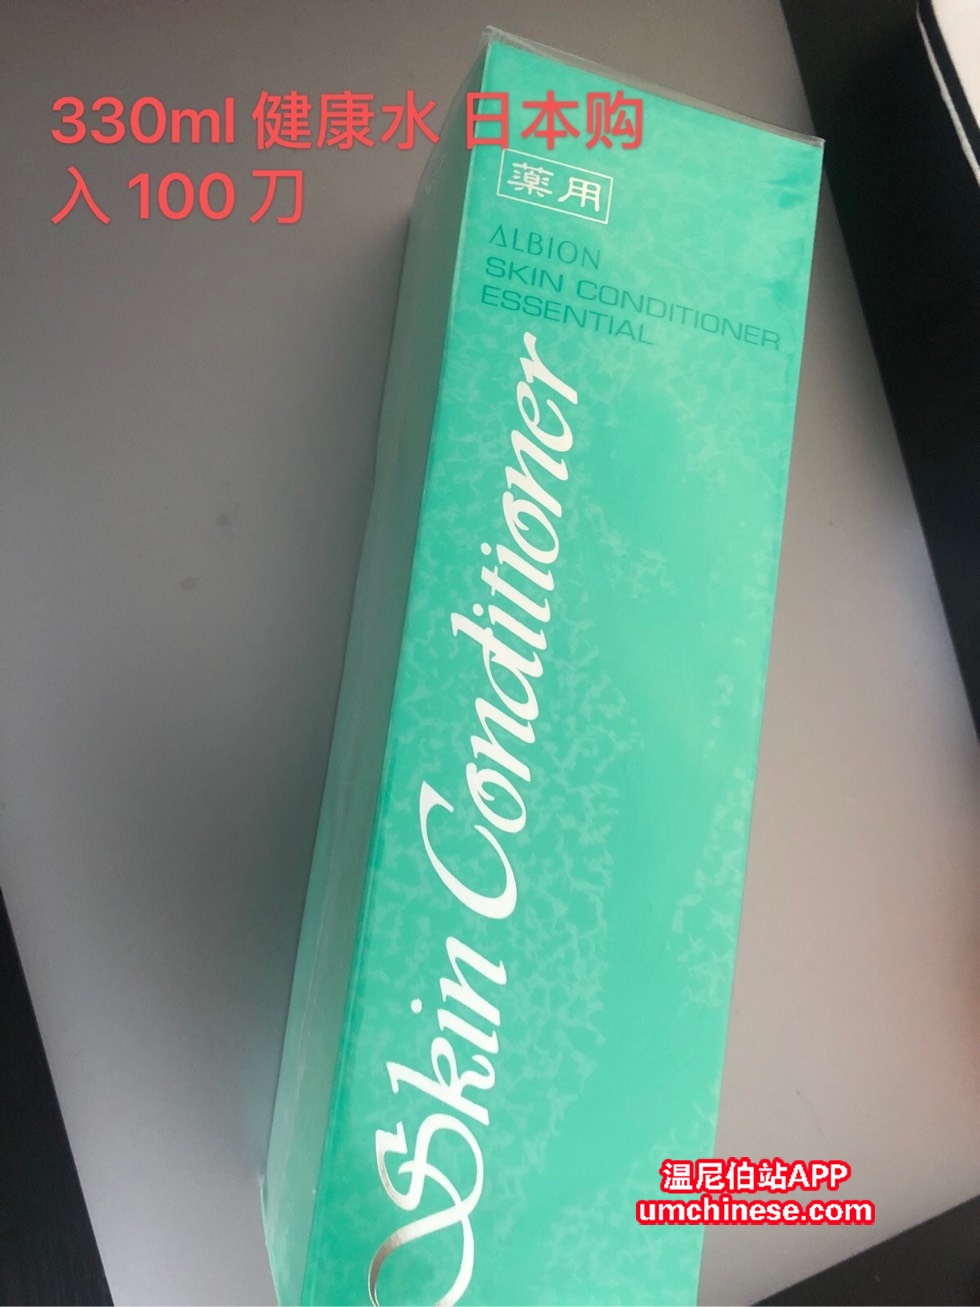 330ml 健康水 日本购
入 100 刀
薬用
ALBION
SKIN CONDITIONER
ESSENTIAL
Skin Conditioner
温尼伯站APP
umchinese.com